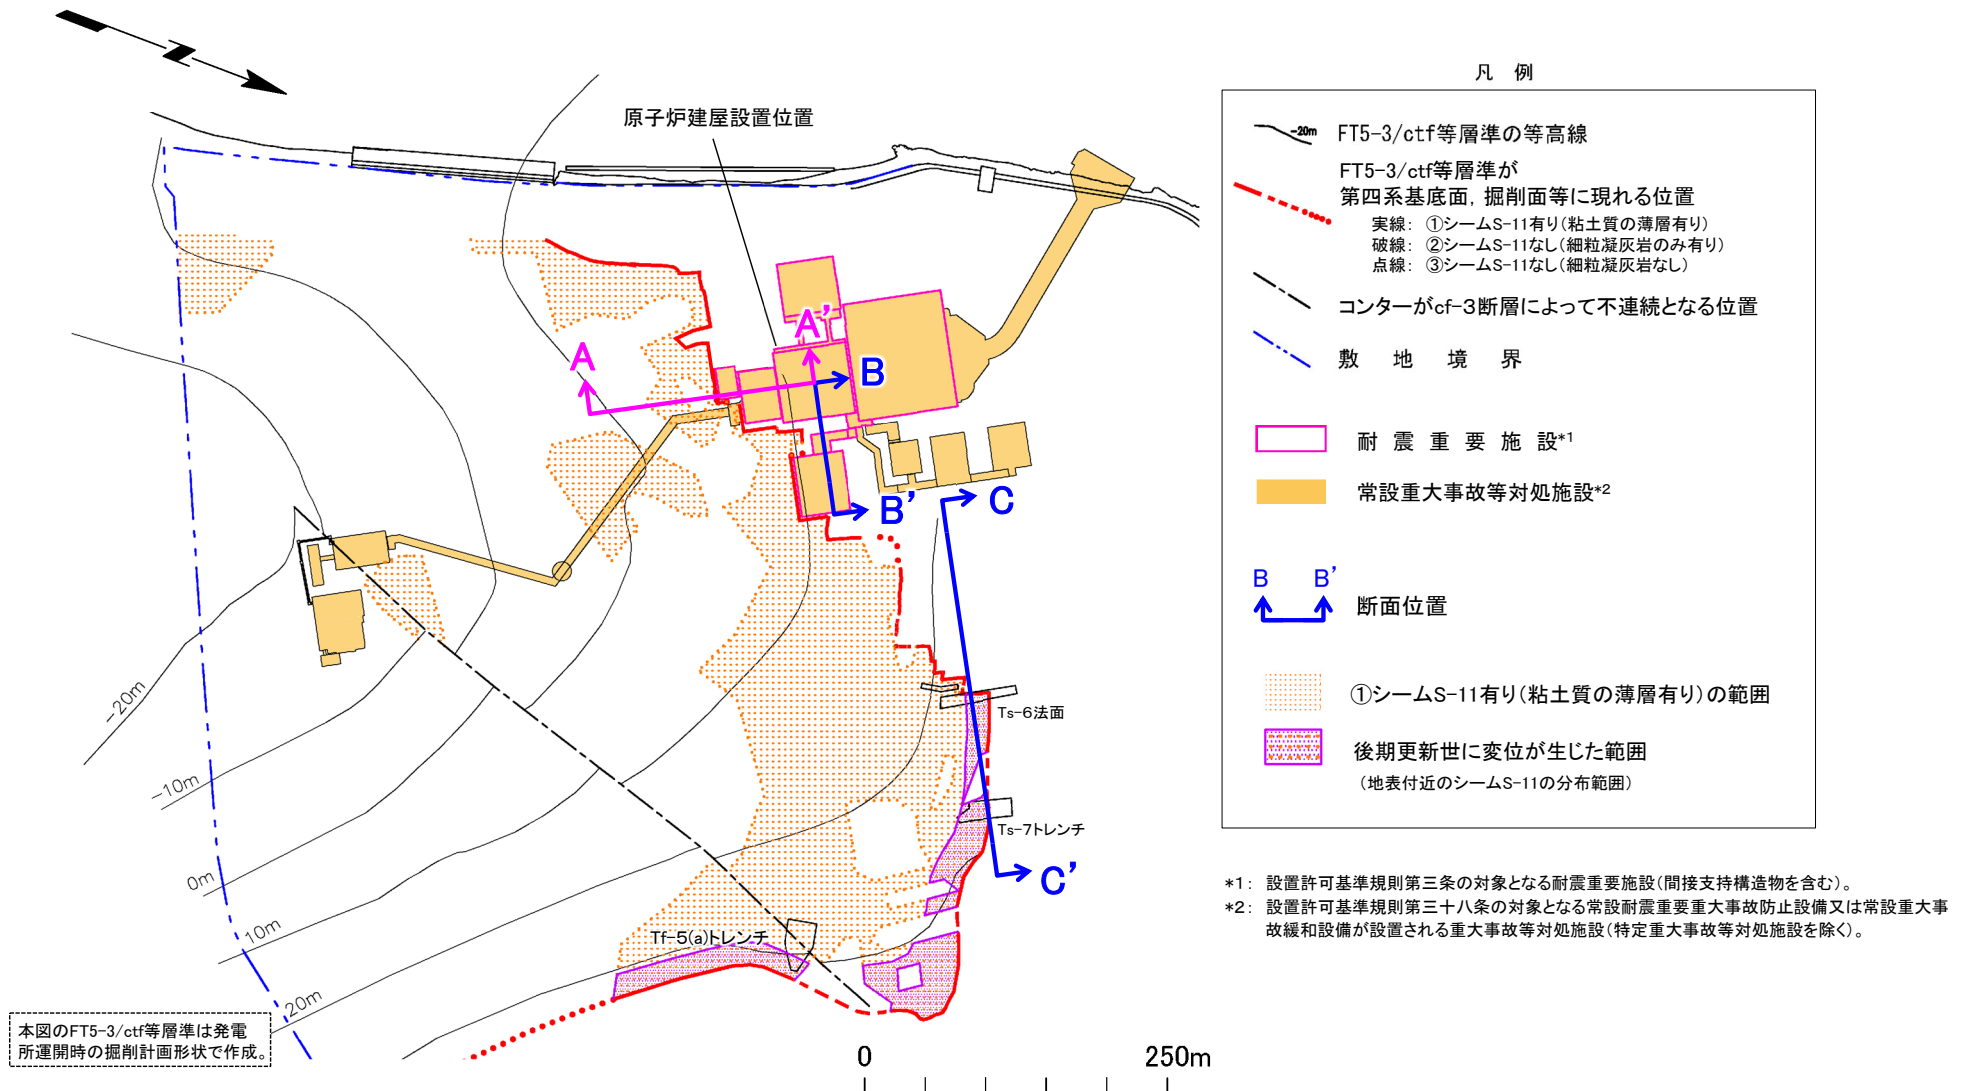 原子炉建屋設置位置
A
A'
B
B'
C
C'
Ts-6法面
Ts-7トレンチ
Tf-5(a)トレンチ
-20m
-10m
0m
10m
20m
本図のFT5-3/ctf等層準は発電
所運開時の掘削計画形状で作成。
0
250m
凡 例
-20m
FT5-3/ctf等層準の等高線
FT5-3/ctf等層準が
第四系基底面，掘削面等に現れる位置
実線： ①シームS-11有り(粘土質の薄層有り)
破線： ②シームS-11なし(細粒凝灰岩のみ有り)
点線： ③シームS-11なし(細粒凝灰岩なし)
コンターがcf-3断層によって不連続となる位置
敷 地 境 界
耐 震 重 要 施 設*1
常設重大事故等対処施設*2
B B'
断面位置
①シームS-11有り(粘土質の薄層有り)の範囲
後期更新世に変位が生じた範囲
(地表付近のシームS-11の分布範囲)
*1： 設置許可基準規則第三条の対象となる耐震重要施設(間接支持構造物を含む)。
*2： 設置許可基準規則第三十八条の対象となる常設耐震重要重大事故防止設備又は常設重大事
故緩和設備が設置される重大事故等対処施設(特定重大事故等対処施設を除く)。